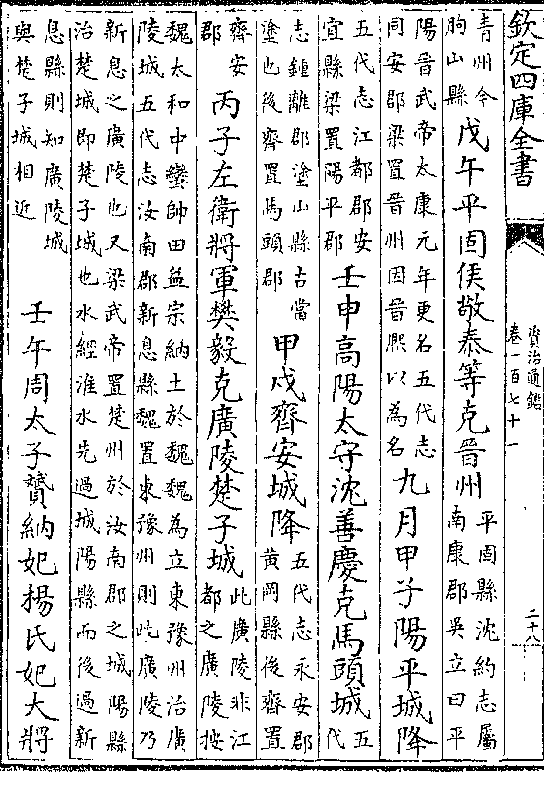 欽定四庫全書
資治通鑑
卷一百七十一
二十八
青州今
朐山縣
戊午平固侯敬泰等克晉州
平固縣沈約志屬
南康郡吳立曰平
陽晉武帝太康元年更名五代志
同安郡梁置晉州因晉熙以為名
九月甲子陽平城降
五代志江都郡安
宜縣梁置陽平郡
壬申高陽太守沈善慶克馬頭城
五代
志鍾離郡塗山縣古當
塗也後齊置馬頭郡
甲戌齊安城降
五代志永安郡
黃岡縣後齊置
齊安
郡
丙子左衛將軍樊毅克廣陵楚子城
此廣陵非江
都之廣陵按
魏太和中蠻帥田益宗納土於魏魏為立東豫州治廣
陵城五代志汝南郡新息縣魏置東豫州則此廣陵乃
新息之廣陵也又梁武帝置楚州於汝南郡之城陽縣
治楚城即楚子城也水經淮水先過城陽縣而後過新
息縣則知廣陵城
與楚子城相近
壬午周太子贇納妃楊氏妃大將